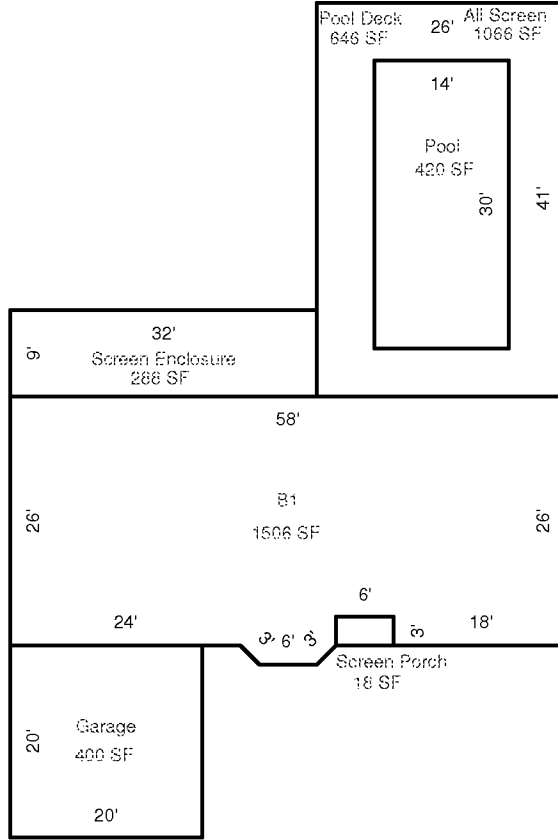 Pool Deck
646 SF
26'
All Screen
1066 SF
14'
Pool
420 SF
30'
41'
32'
9'
Screen Enclosure
288 SF
58'
B1
1506 SF
26'
26'
6'
24'
3'
6'
3'
3'
18'
Screen Porch
18 SF
Garage
400 SF
20'
20'